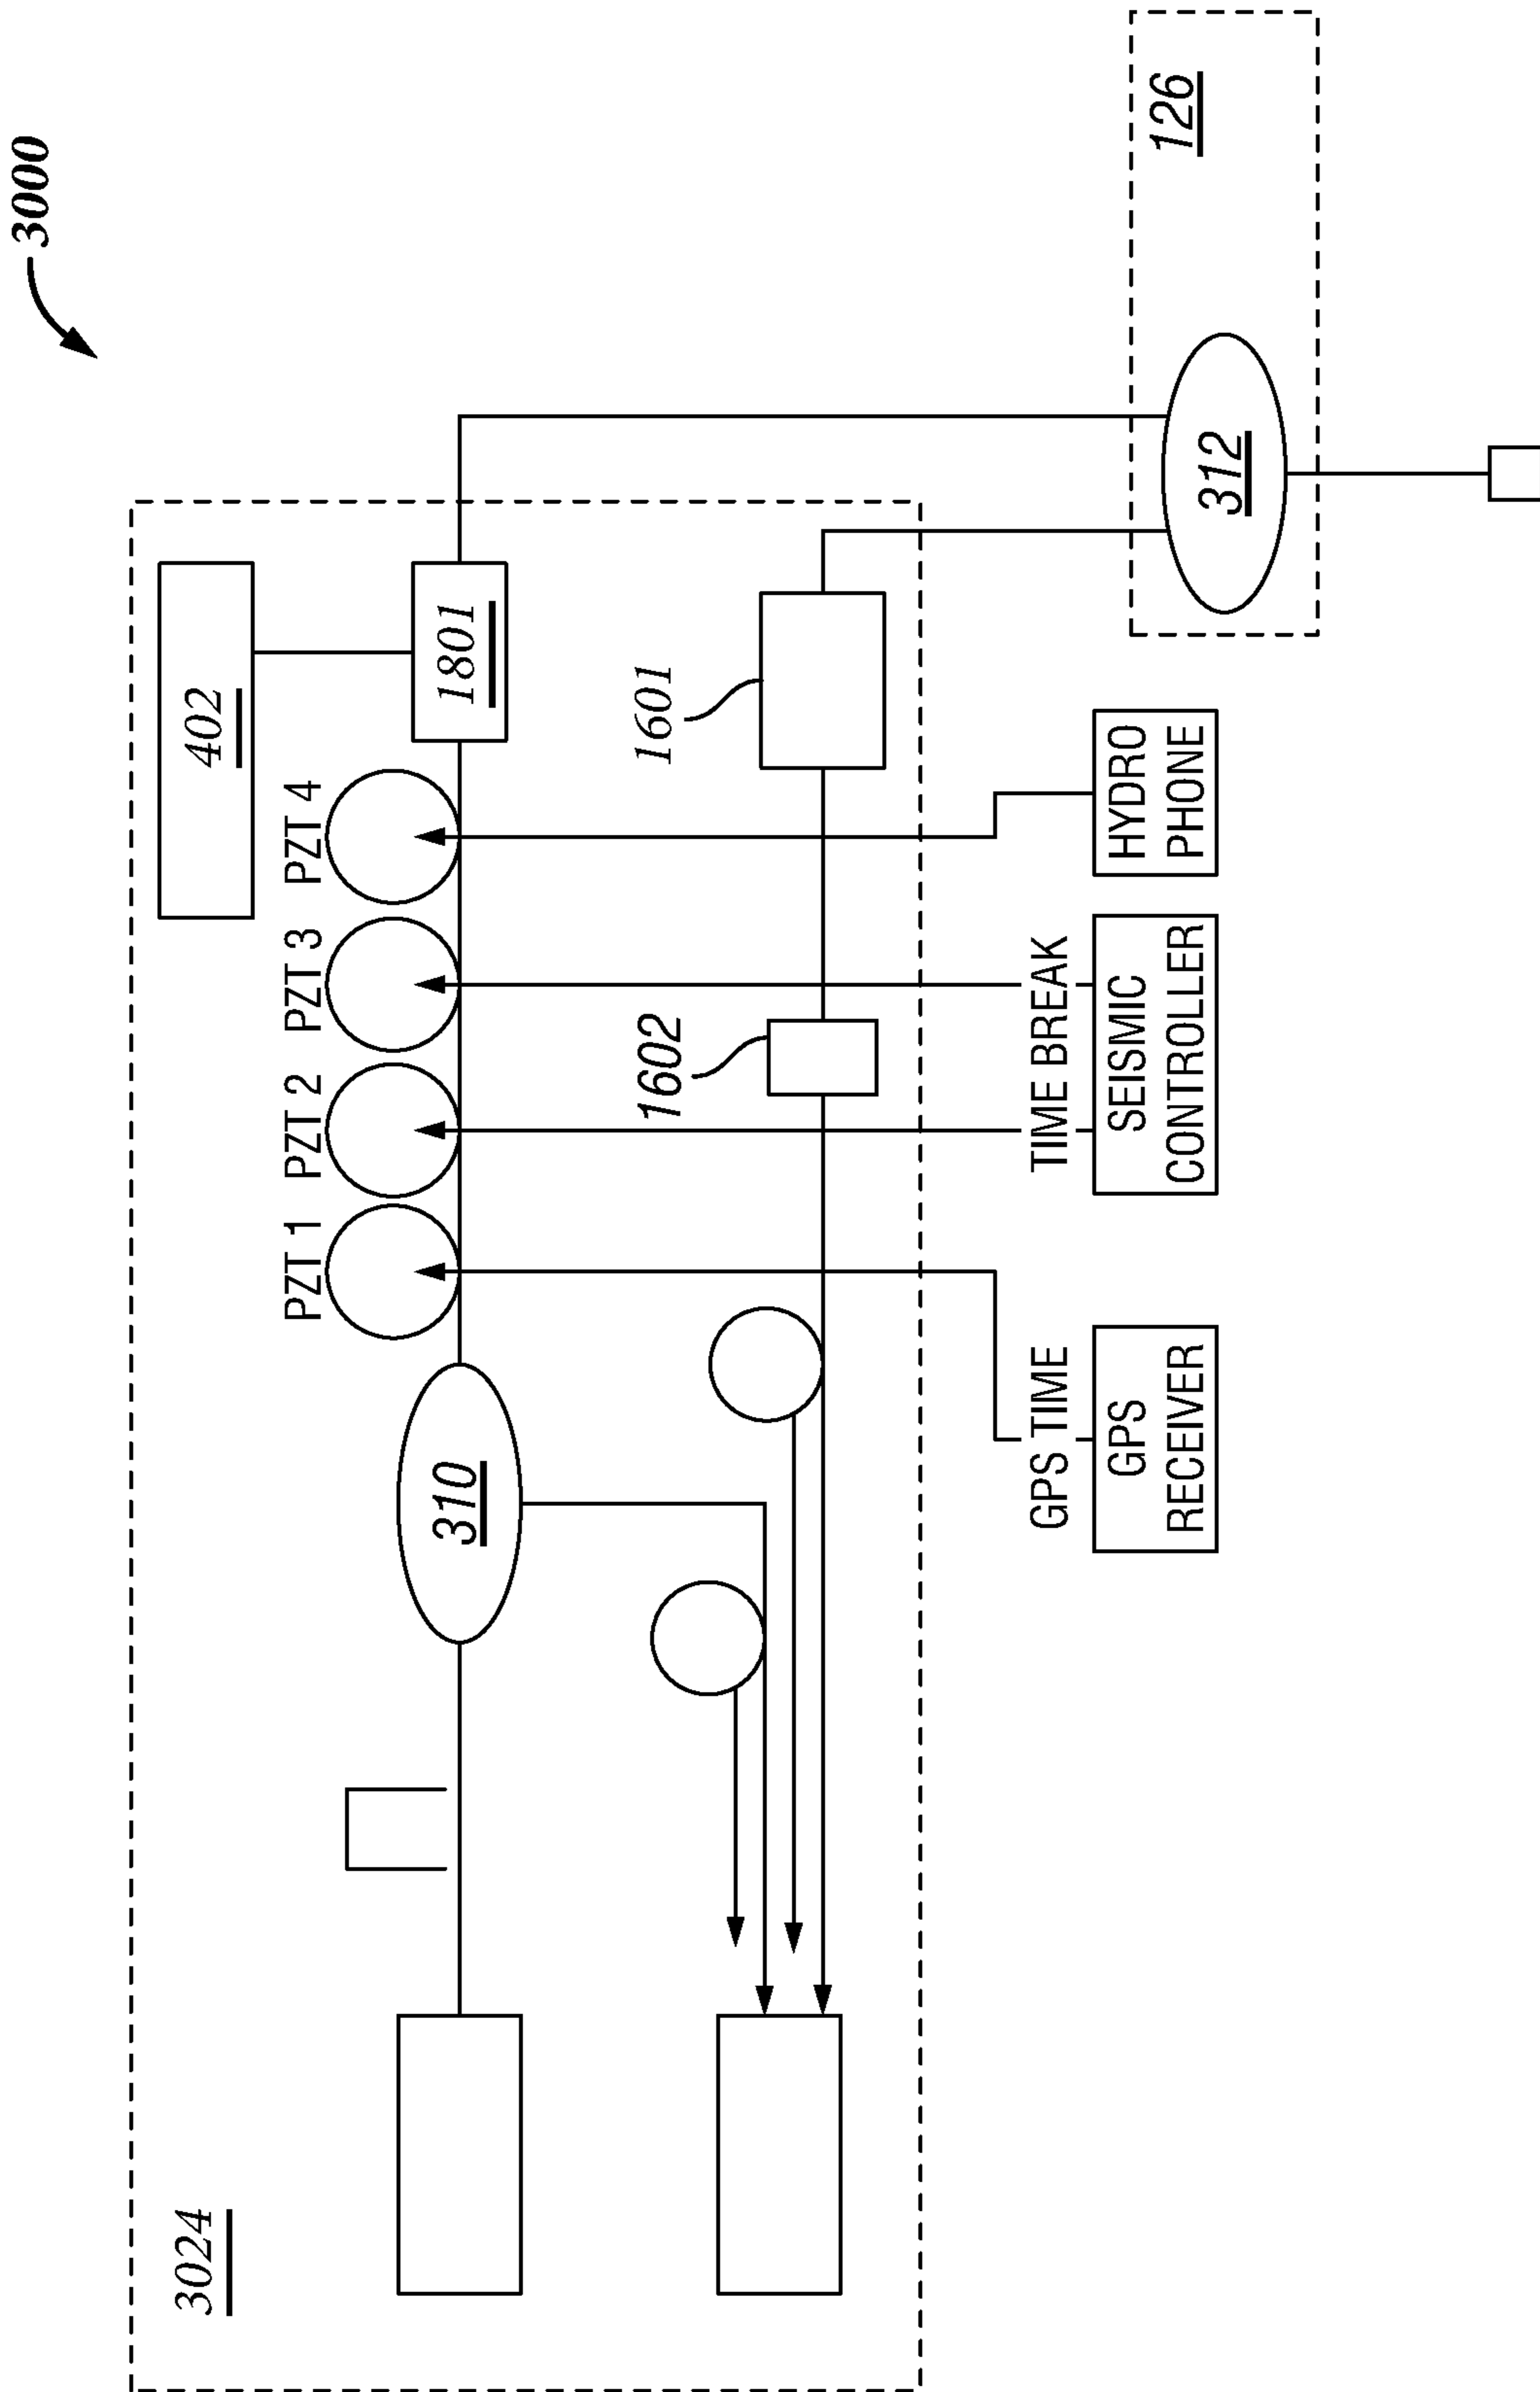 3000
3024
402
PZT 1
PZT 2
PZT 3
PZT 4
310
1801
1602
1601
GPS TIME
TIME BREAK
GPS
RECEIVER
SEISMIC
CONTROLLER
HYDRO
PHONE
312
126